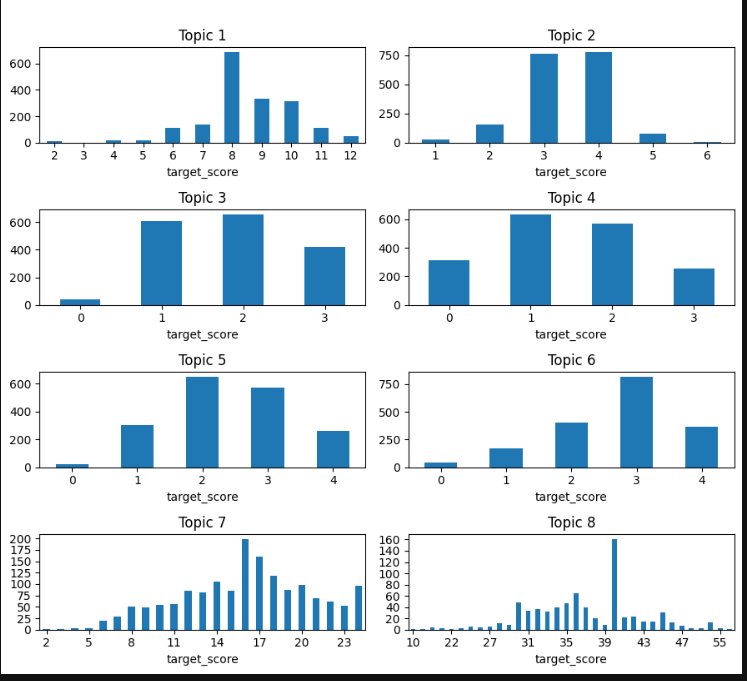 Topic 1
600
400
200
0
2 3 4 5 6 7 8 9 10 11 12
target_score
Topic 2
750
500
250
0
1 2 3 4 5 6
target_score
Topic 3
600
400
200
0
0 1 2 3
target_score
Topic 4
600
400
200
0
0 1 2 3
target_score
Topic 5
600
400
200
0
0 1 2 3 4
target_score
Topic 6
750
500
250
0
0 1 2 3 4
target_score
Topic 7
200
175
150
125
100
75
50
25
0
2 5 8 11 14 17 20 23
target_score
Topic 8
160
140
120
100
80
60
40
20
0
10 22 27 31 35 39 43 47 55
target_score